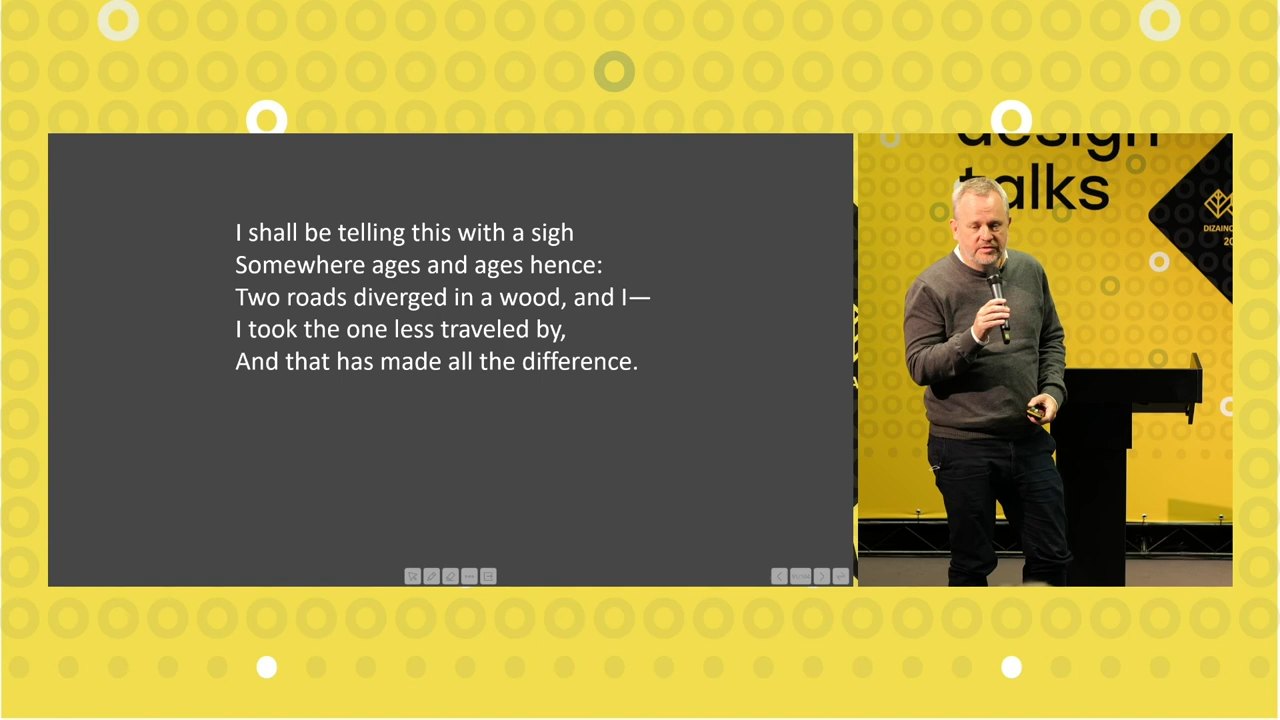 I shall be telling this with a sigh
Somewhere ages and ages hence:
Two roads diverged in a wood, and I—
I took the one less traveled by,
And that has made all the difference.
design
talks